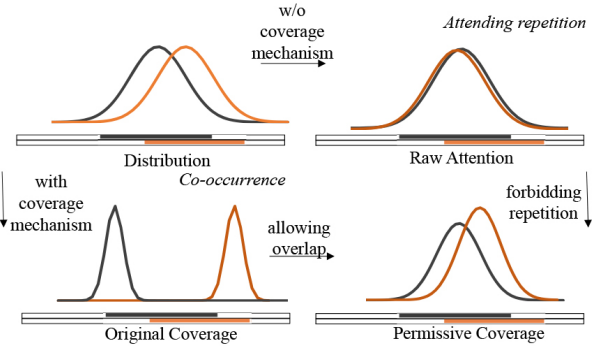 w/o
coverage
mechanism
Attending repetition
Distribution
Raw Attention
with
coverage
mechanism
Co-occurrence
allowing
overlap
forbidding
repetition
Original Coverage
Permissive Coverage